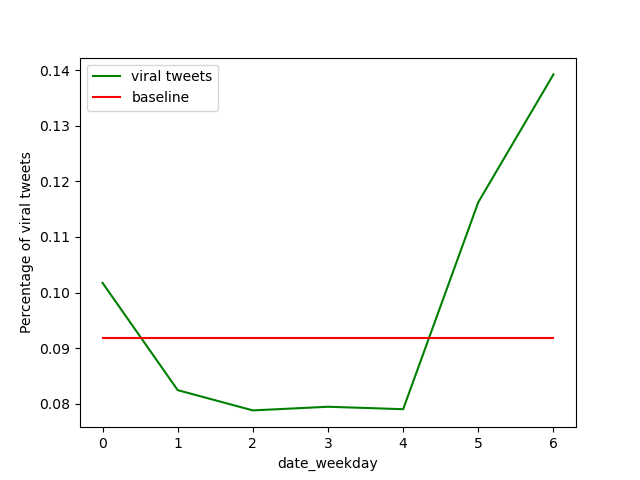 viral tweets
baseline
Percentage of viral tweets
0.14
0.13
0.12
0.11
0.10
0.09
0.08
0 1 2 3 4 5 6
date_weekday